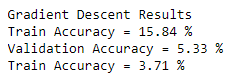 Gradient Descent Results
Train Accuracy = 15.84 %
Validation Accuracy = 5.33 %
Train Accuracy = 3.71 %